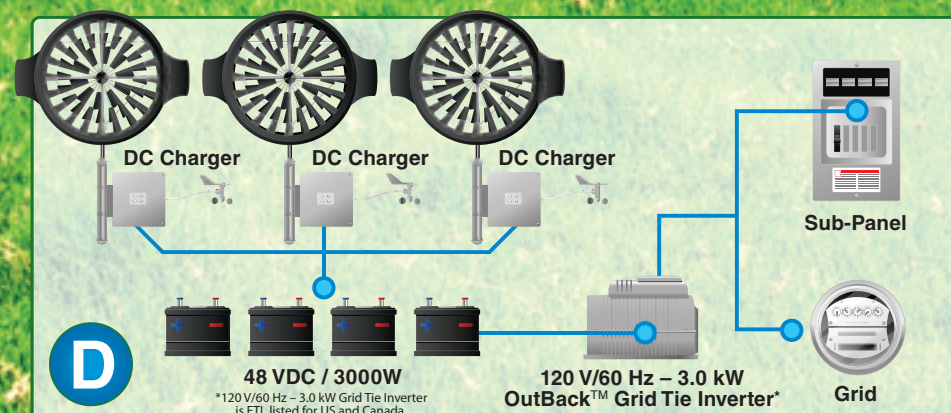 DC Charger
DC Charger
DC Charger
Sub-Panel
D
48 VDC / 3000W
*120 V/60 Hz – 3.0 kW Grid Tie Inverter
is ETL listed for US and Canada
120 V/60 Hz – 3.0 kW
OutBack™ Grid Tie Inverter*
Grid